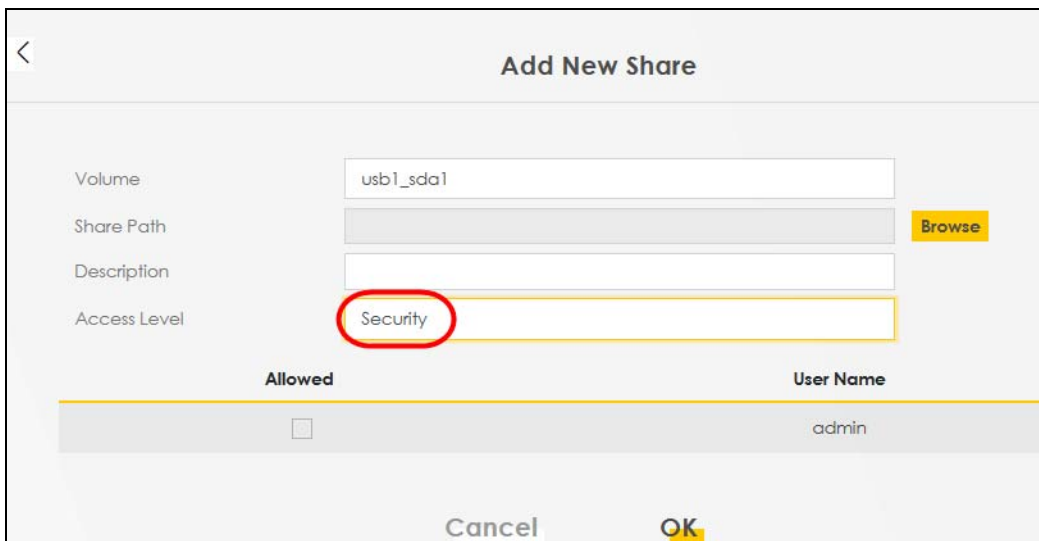 Add New Share
Volume usb1_sda1
Share Path Browse
Description
Access Level Security
Allowed User Name
admin
Cancel OK